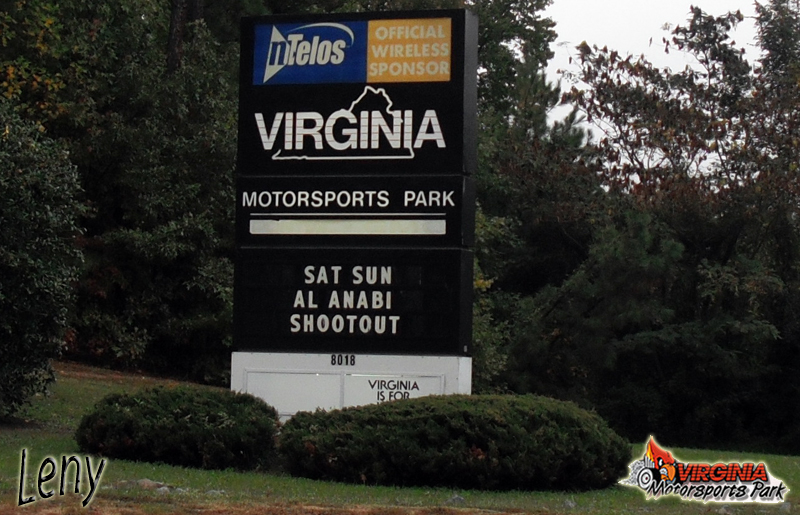 nTelos
OFFICIAL
WIRELESS
SPONSOR
VIRGINIA
MOTORSPORTS PARK
SAT SUN
AL ANABI
SHOOTOUT
8018
VIRGINIA
IS FOR
Leny
VIRGINIA
Motorsports Park